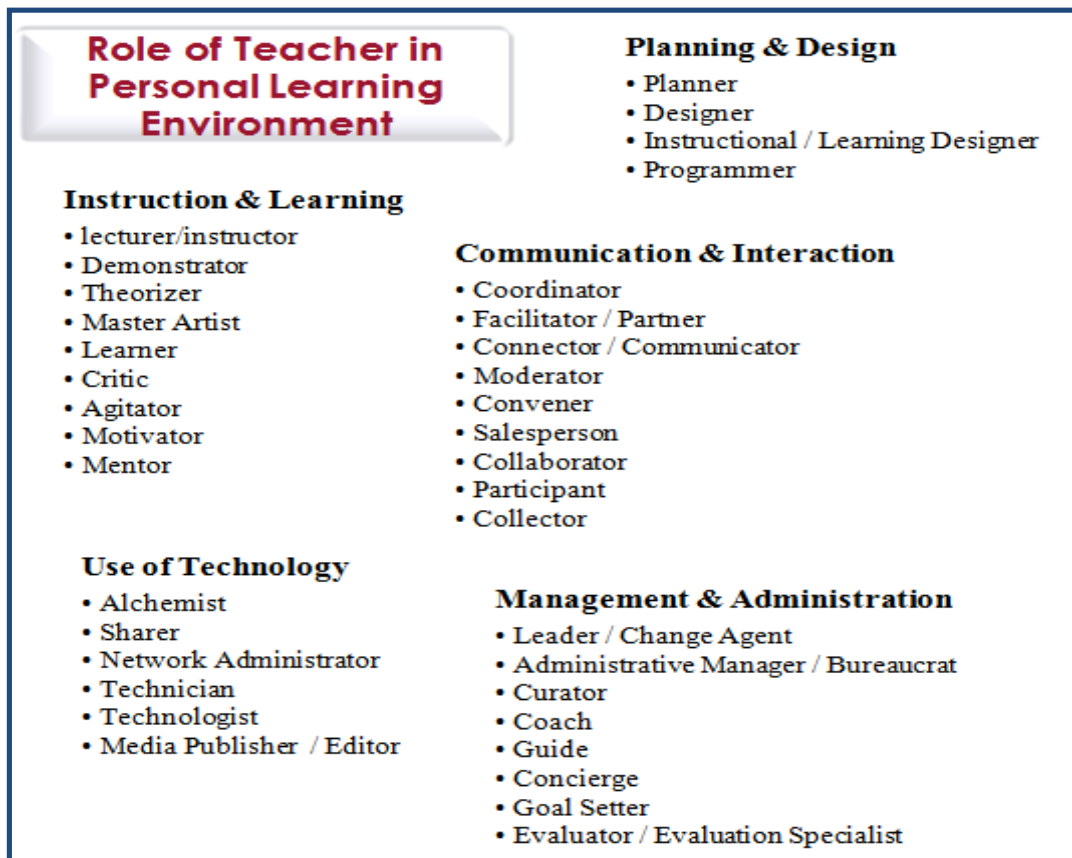 Role of Teacher in
Personal Learning
Environment
Planning & Design
• Planner
• Designer
• Instructional / Learning Designer
• Programmer
Instruction & Learning
• lecturer/instructor
• Demonstrator
• Theorizer
• Master Artist
• Learner
• Critic
• Agitator
• Motivator
• Mentor
Communication & Interaction
• Coordinator
• Facilitator / Partner
• Connector / Communicator
• Moderator
• Convener
• Salesperson
• Collaborator
• Participant
• Collector
Use of Technology
• Alchemist
• Sharer
• Network Administrator
• Technician
• Technologist
• Media Publisher / Editor
Management & Administration
• Leader / Change Agent
• Administrative Manager / Bureaucrat
• Curator
• Coach
• Guide
• Concierge
• Goal Setter
• Evaluator / Evaluation Specialist